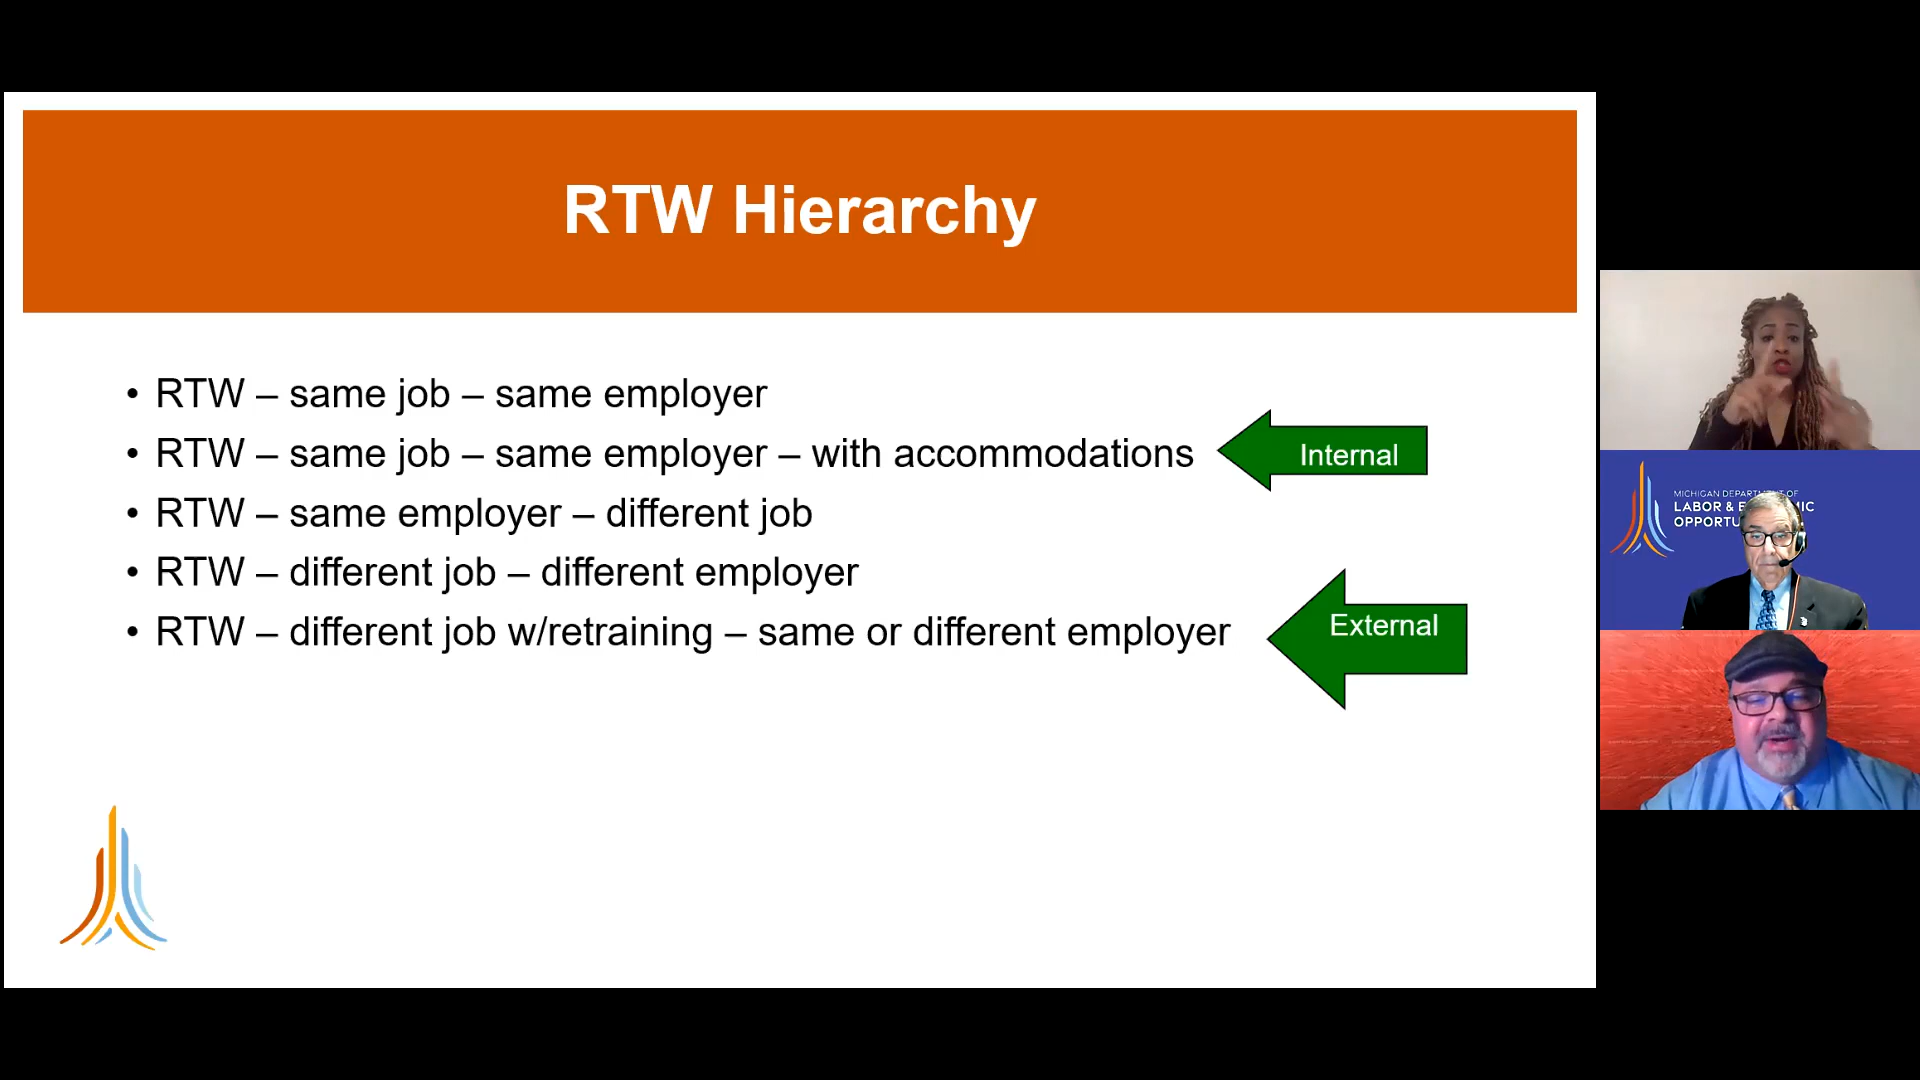 RTW Hierarchy
• RTW – same job – same employer
• RTW – same job – same employer – with accommodations
Internal
• RTW – same employer – different job
• RTW – different job – different employer
• RTW – different job w/retraining – same or different employer
External
MICHIGAN DEPARTMENT OF
LABOR &
OPPORTU